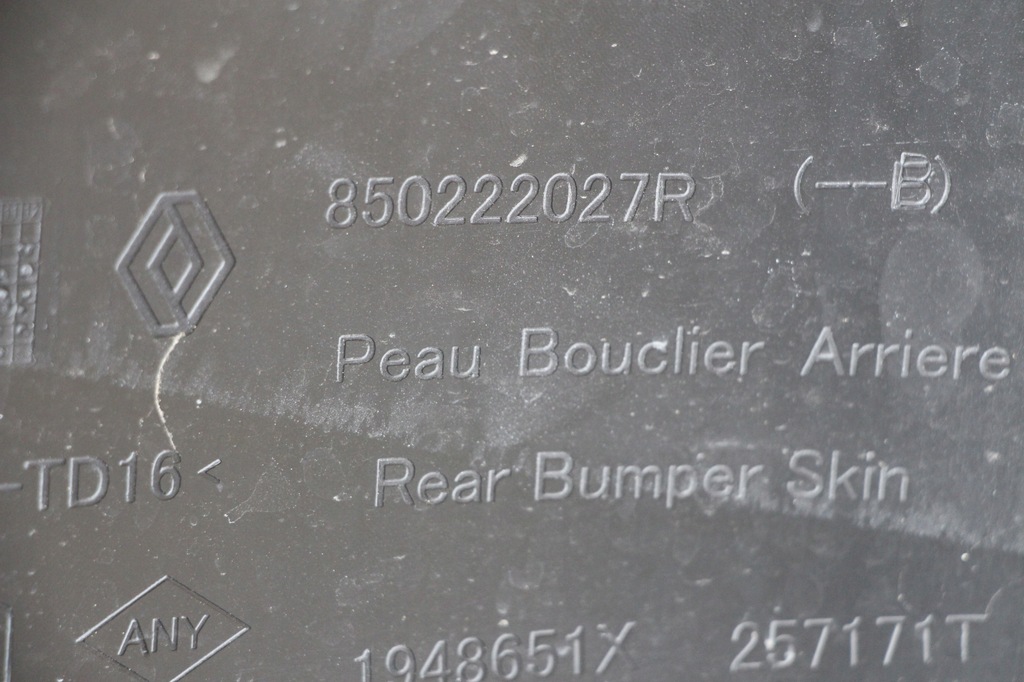 850222027R (--B)
Peau Bouclier Arriere
-TD16<
Rear Bumper Skin
ANY
1948651X 257171T